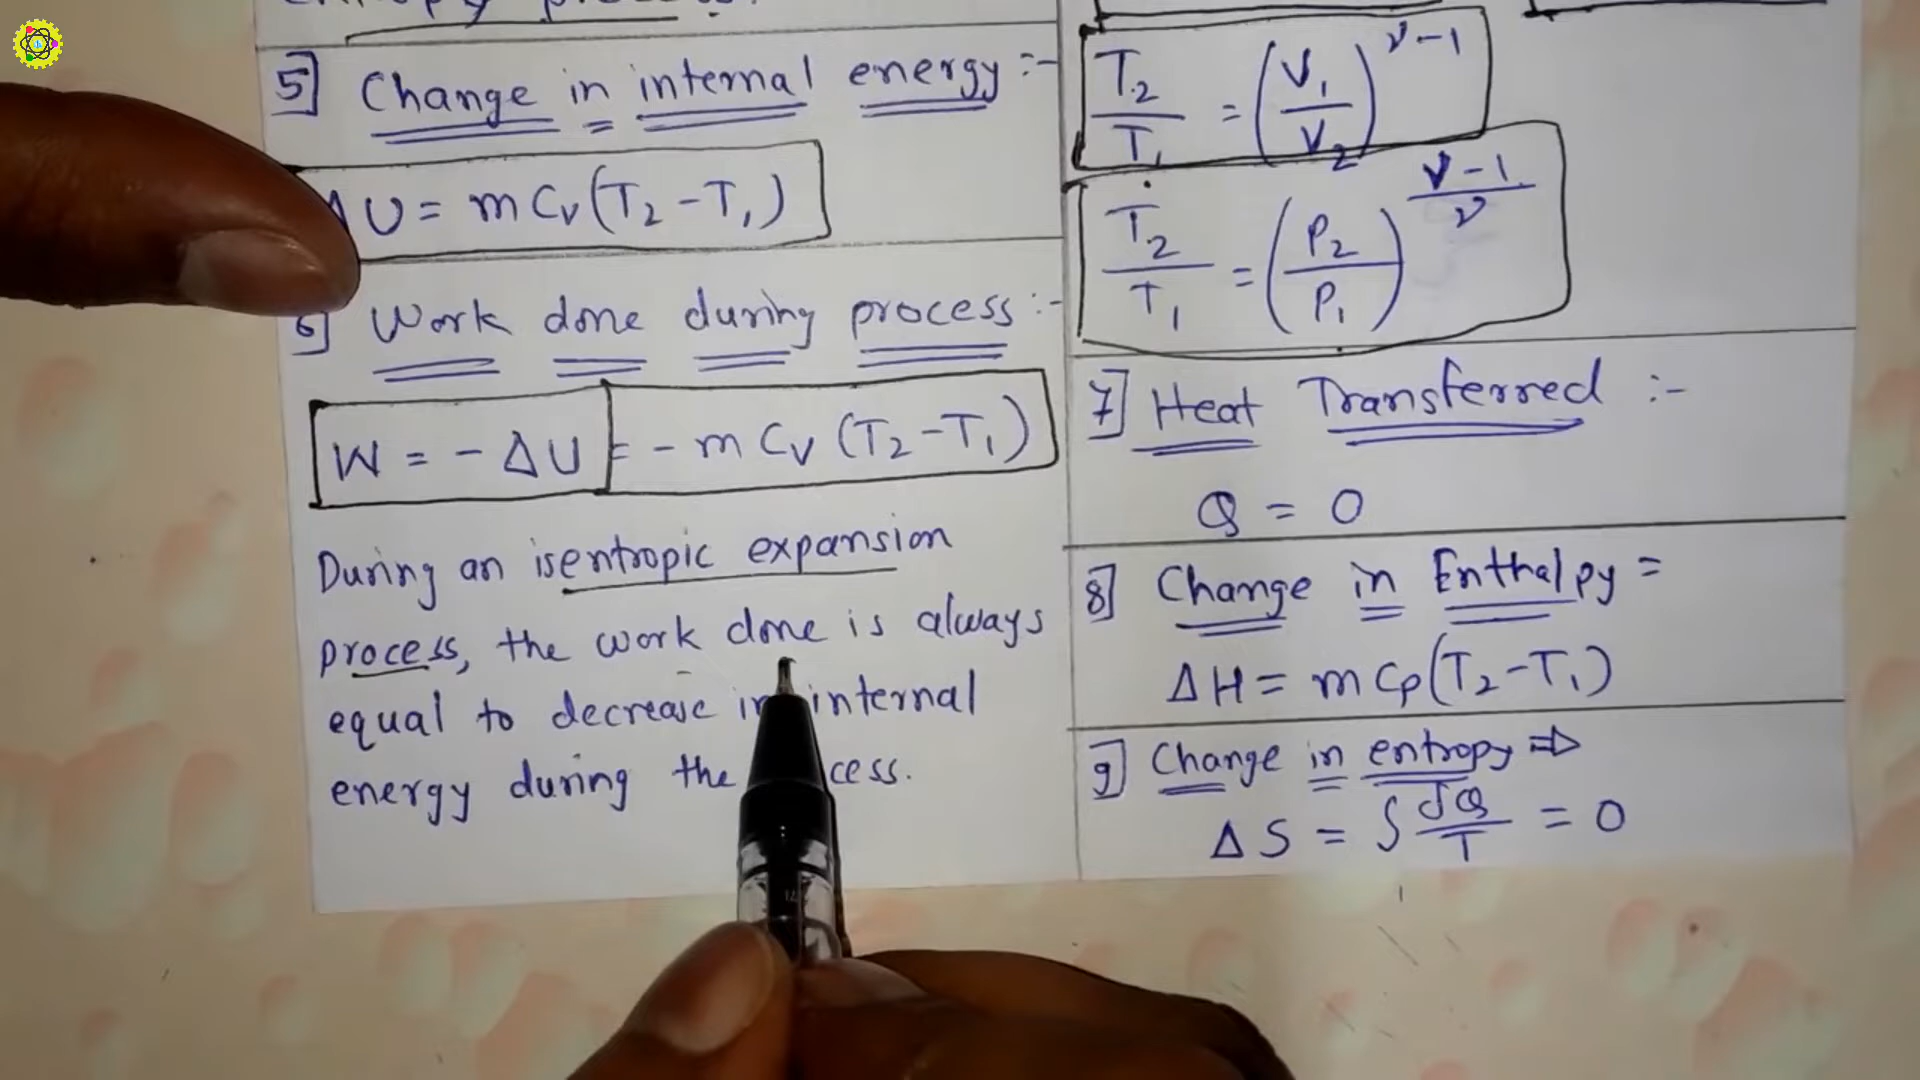 5] Change in internal energy :-
ΔU = m Cv (T2 - T1)
6] Work done during process :-
W = - ΔU = - m Cv (T2 - T1)
During an isentropic expansion
process, the work done is always
equal to decrease in internal
energy during the cess.
T2/T1 = (V1/V2)^γ-1
T2/T1 = (P2/P1)^γ-1/γ
7] Heat Transferred :-
Q = 0
8] Change in Enthalpy =
ΔH = m Cp (T2 - T1)
9] Change in entropy ⇒
ΔS = ∫ dQ/T = 0